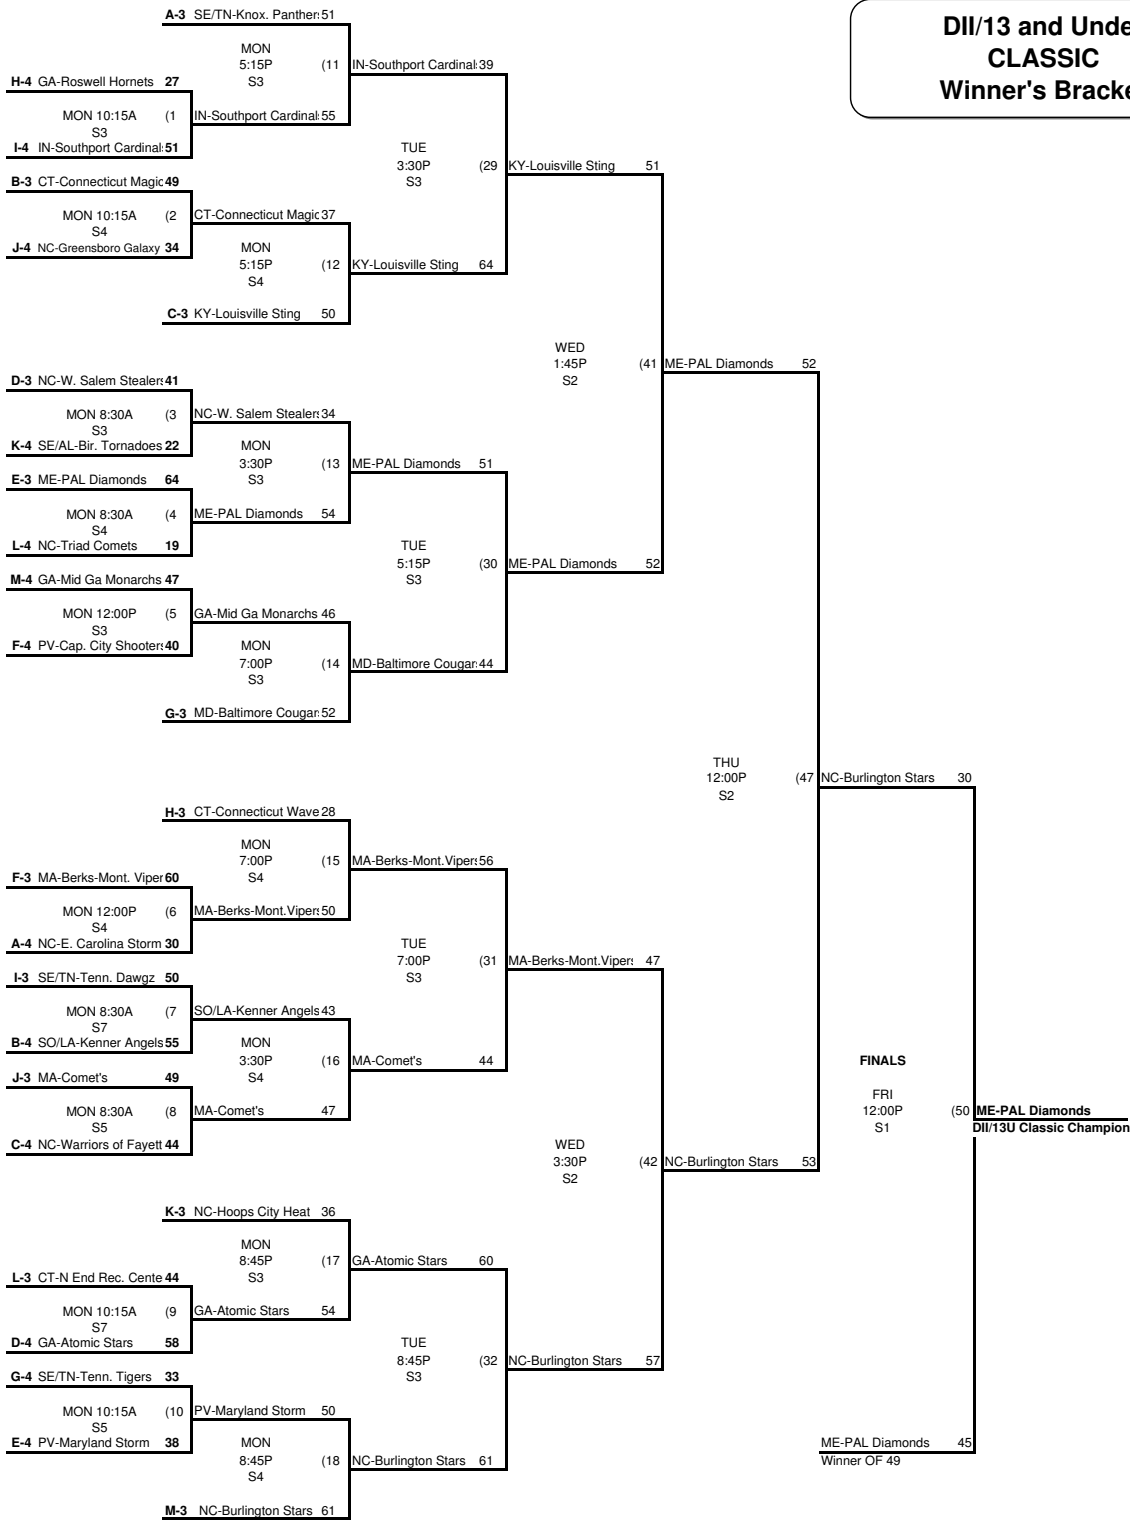 DII/13 and Unde
CLASSIC
Winner's Bracke
A-3 SE/TN-Knox. Panther: 51
MON
5:15P (11 IN-Southport Cardinal: 39
S3
H-4 GA-Roswell Hornets 27
MON 10:15A (1 IN-Southport Cardinal: 55
S3
I-4 IN-Southport Cardinal: 51
TUE
3:30P (29 KY-Louisville Sting 51
S3
B-3 CT-Connecticut Magic 49
MON 10:15A (2 CT-Connecticut Magic 37
S4
J-4 NC-Greensboro Galaxy 34
MON
5:15P (12 KY-Louisville Sting 64
S4
C-3 KY-Louisville Sting 50
WED
1:45P (41 ME-PAL Diamonds 52
S2
D-3 NC-W. Salem Stealers 41
MON 8:30A (3 NC-W. Salem Stealers 34
S3
K-4 SE/AL-Bir. Tornadoes 22
MON
3:30P (13 ME-PAL Diamonds 51
S3
E-3 ME-PAL Diamonds 64
MON 8:30A (4 ME-PAL Diamonds 54
S4
L-4 NC-Triad Comets 19
TUE
5:15P (30 ME-PAL Diamonds 52
S3
M-4 GA-Mid Ga Monarchs 47
MON 12:00P (5 GA-Mid Ga Monarchs 46
S3
F-4 PV-Cap. City Shooters 40
MON
7:00P (14 MD-Baltimore Cougar: 44
S3
G-3 MD-Baltimore Cougar: 52
THU
12:00P (47 NC-Burlington Stars 30
S2
H-3 CT-Connecticut Wave 28
MON
7:00P (15 MA-Berks-Mont.Vipers 56
S4
F-3 MA-Berks-Mont. Viper 60
MON 12:00P (6 MA-Berks-Mont.Vipers 50
S4
A-4 NC-E. Carolina Storm 30
TUE
7:00P (31 MA-Berks-Mont.Vipers 47
S3
I-3 SE/TN-Tenn. Dawgz 50
MON 8:30A (7 SO/LA-Kenner Angels 43
S7
B-4 SO/LA-Kenner Angels 55
MON
3:30P (16 MA-Comet's 44
S4
J-3 MA-Comet's 49
MON 8:30A (8 MA-Comet's 47
S5
C-4 NC-Warriors of Fayett 44
FINALS
FRI
12:00P (50 ME-PAL Diamonds
S1 DII/13U Classic Champion
WED
3:30P (42 NC-Burlington Stars 53
S2
K-3 NC-Hoops City Heat 36
MON
8:45P (17 GA-Atomic Stars 60
S3
L-3 CT-N End Rec. Cente 44
MON 10:15A (9 GA-Atomic Stars 54
S7
D-4 GA-Atomic Stars 58
TUE
8:45P (32 NC-Burlington Stars 57
S3
G-4 SE/TN-Tenn. Tigers 33
MON 10:15A (10 PV-Maryland Storm 50
S5
E-4 PV-Maryland Storm 38
MON
8:45P (18 NC-Burlington Stars 61
S4
M-3 NC-Burlington Stars 61
ME-PAL Diamonds 45
Winner OF 49